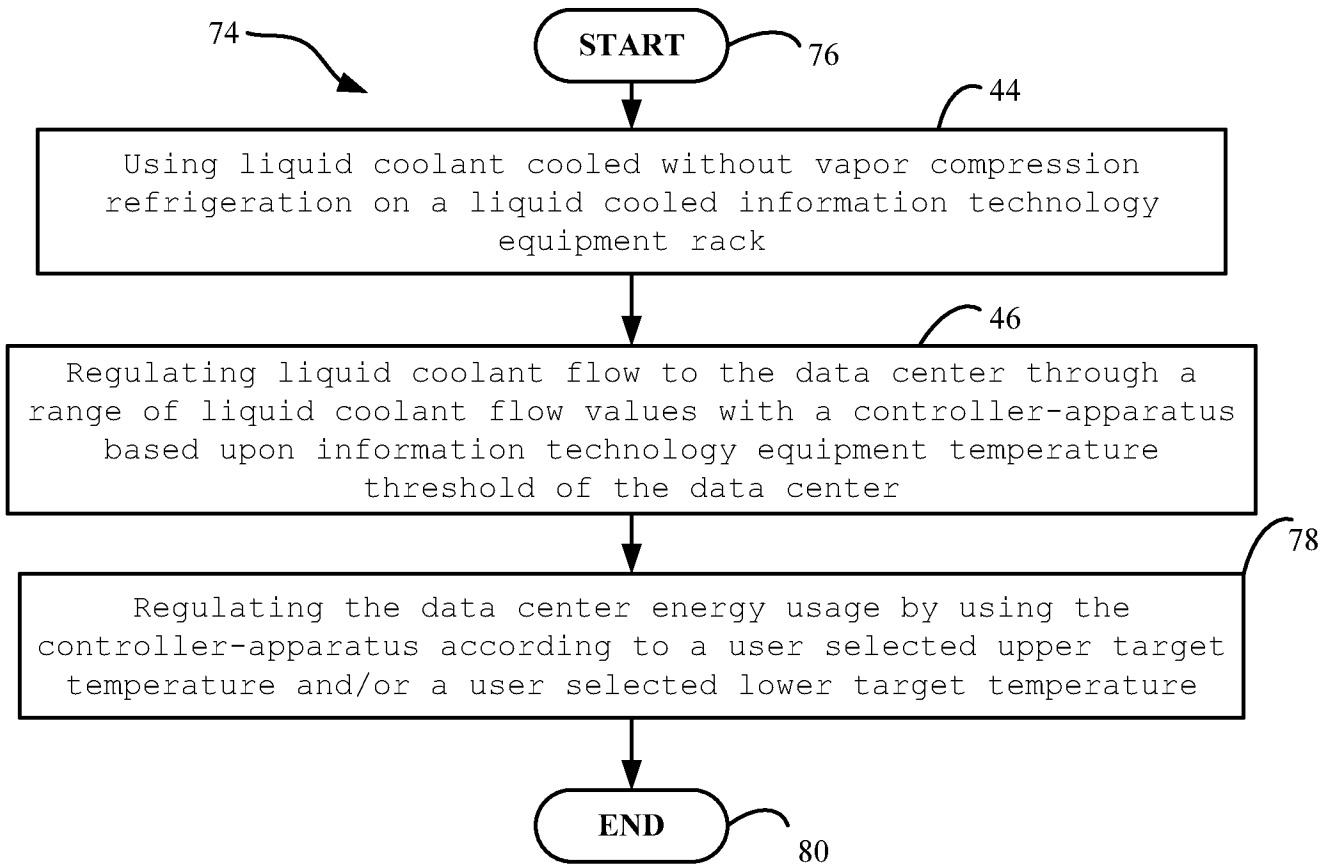 74
START
76
44
Using liquid coolant cooled without vapor compression
refrigeration on a liquid cooled information technology
equipment rack
46
Regulating liquid coolant flow to the data center through a
range of liquid coolant flow values with a controller-apparatus
based upon information technology equipment temperature
threshold of the data center
78
Regulating the data center energy usage by using the
controller-apparatus according to a user selected upper target
temperature and/or a user selected lower target temperature
END
80